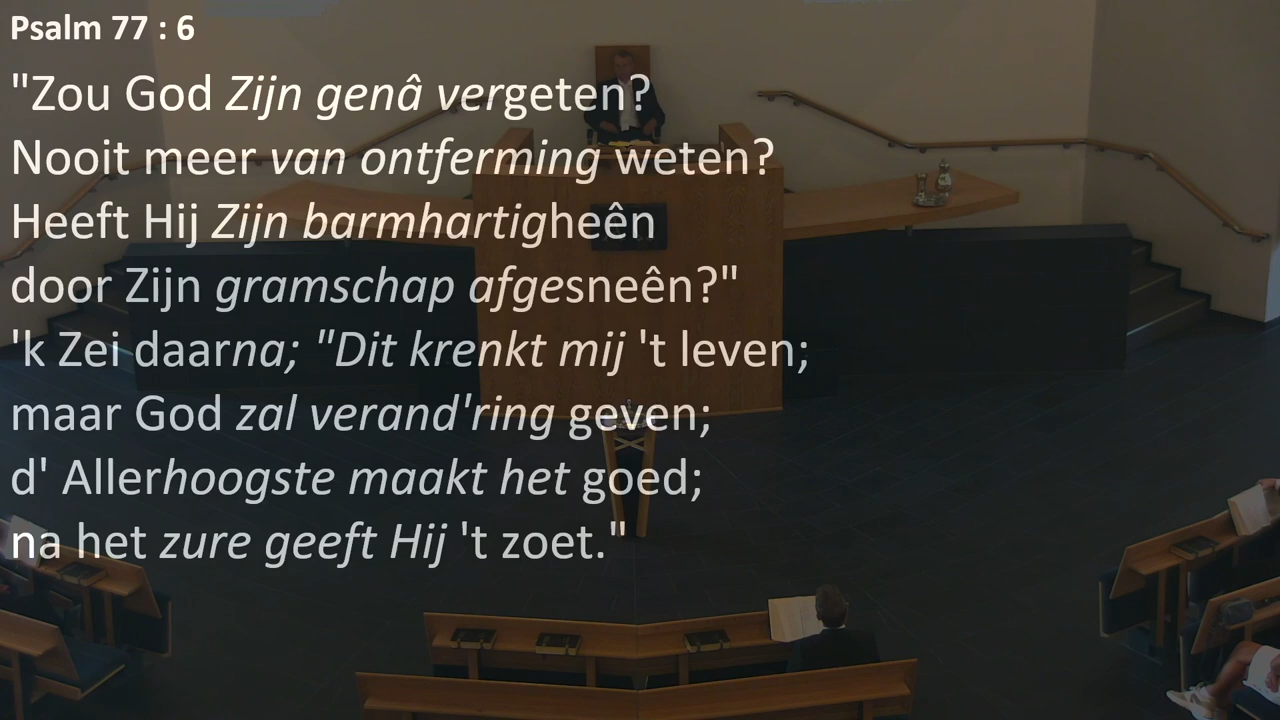 Psalm 77 : 6
"Zou God Zijn genâ vergeten?
Nooit meer van ontferming weten?
Heeft Hij Zijn barmhartigheên
door Zijn gramschap afgesneên?"
'k Zei daarna; "Dit krenkt mij 't leven;
maar God zal verand'ring geven;
d' Allerhoogste maakt het goed;
na het zure geeft Hij 't zoet."